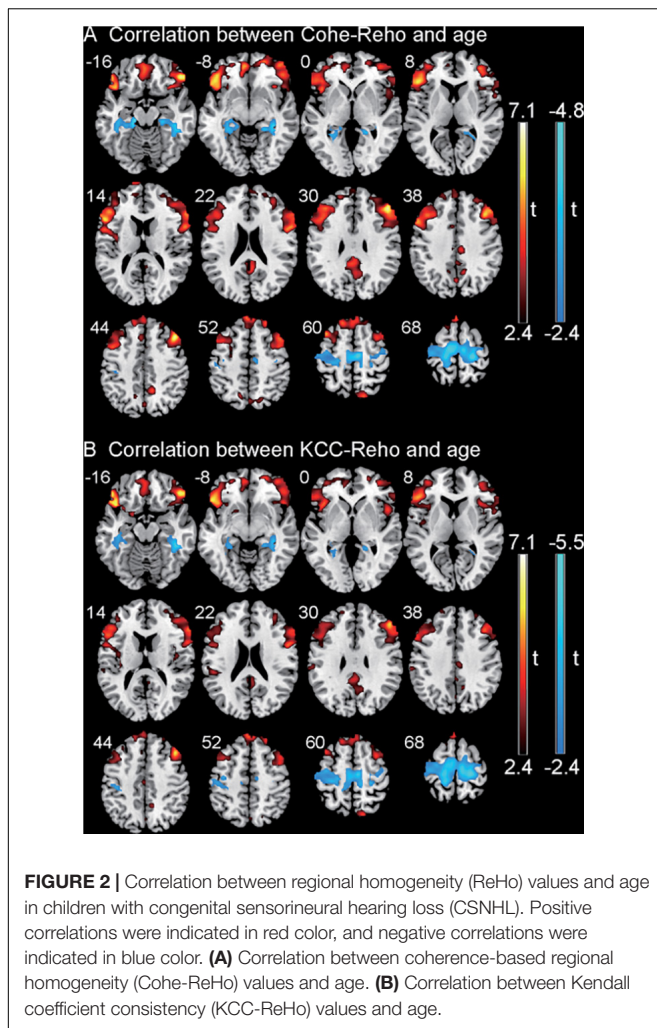 A Correlation between Cohe-Reho and age
-16 -8 0 8
7.1 -4.8
14 22 30 38
t t
44 52 60 68
2.4 -2.4
B Correlation between KCC-Reho and age
-16 -8 0 8
7.1 -5.5
14 22 30 38
t t
44 52 60 68
2.4 -2.4
FIGURE 2 | Correlation between regional homogeneity (ReHo) values and age
in children with congenital sensorineural hearing loss (CSNHL). Positive
correlations were indicated in red color, and negative correlations were
indicated in blue color. (A) Correlation between coherence-based regional
homogeneity (Cohe-ReHo) values and age. (B) Correlation between Kendall
coefficient consistency (KCC-ReHo) values and age.